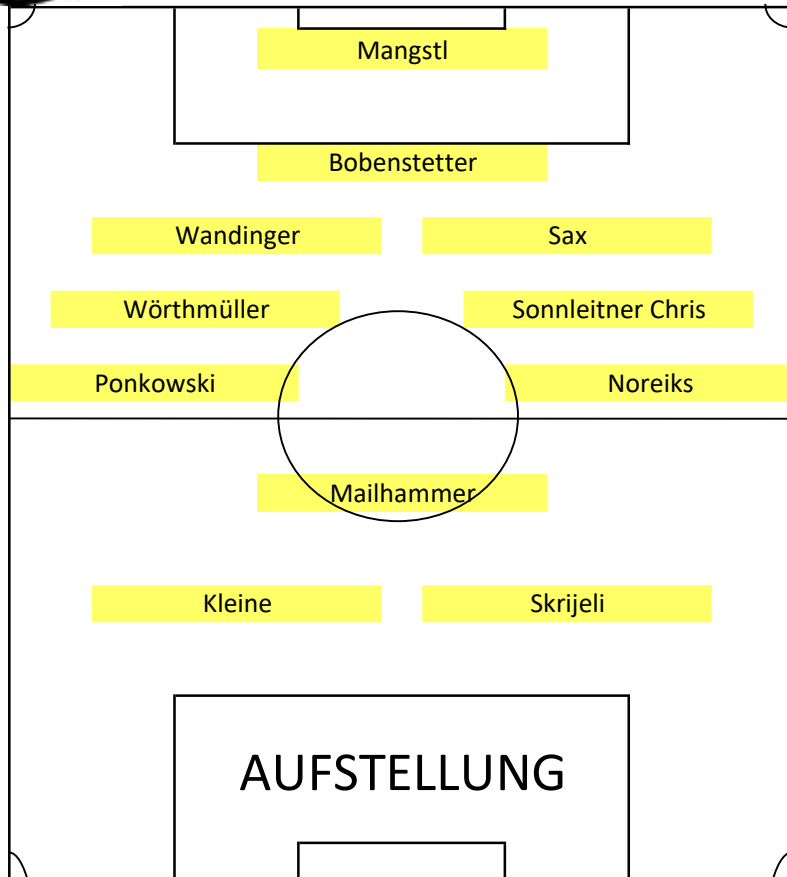 Mangstl
Bobenstetter
Wandinger Sax
Wörthmüller Sonnleitner Chris
Ponkowski Noreiks
Mailhammer
Kleine Skrijeli
AUFSTELLUNG